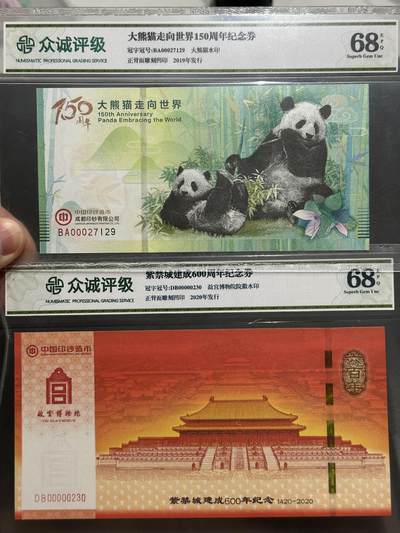 众诚评级
NUMISMATIC PROFESSIONAL GRADING SERVICE
大熊猫走向世界150周年纪念券
冠字冠号:BA00027129 大熊猫水印
正背面雕刻凹印 2019年发行
68 EPQ
Superb Gem Unc
150周年
大熊猫走向世界
150th Anniversary
Panda Embracing the World
中国印钞造币
成都印钞有限公司
BA00027129
众诚评级
NUMISMATIC PROFESSIONAL GRADING SERVICE
紫禁城建成600周年纪念券
冠字冠号:DB00000230 故宫博物院院徽水印
正背面雕刻凹印 2020年发行
68 EPQ
Superb Gem Unc
中国印钞造币
故宫博物院
DB00000230
紫禁城建成600年纪念 1420-2020